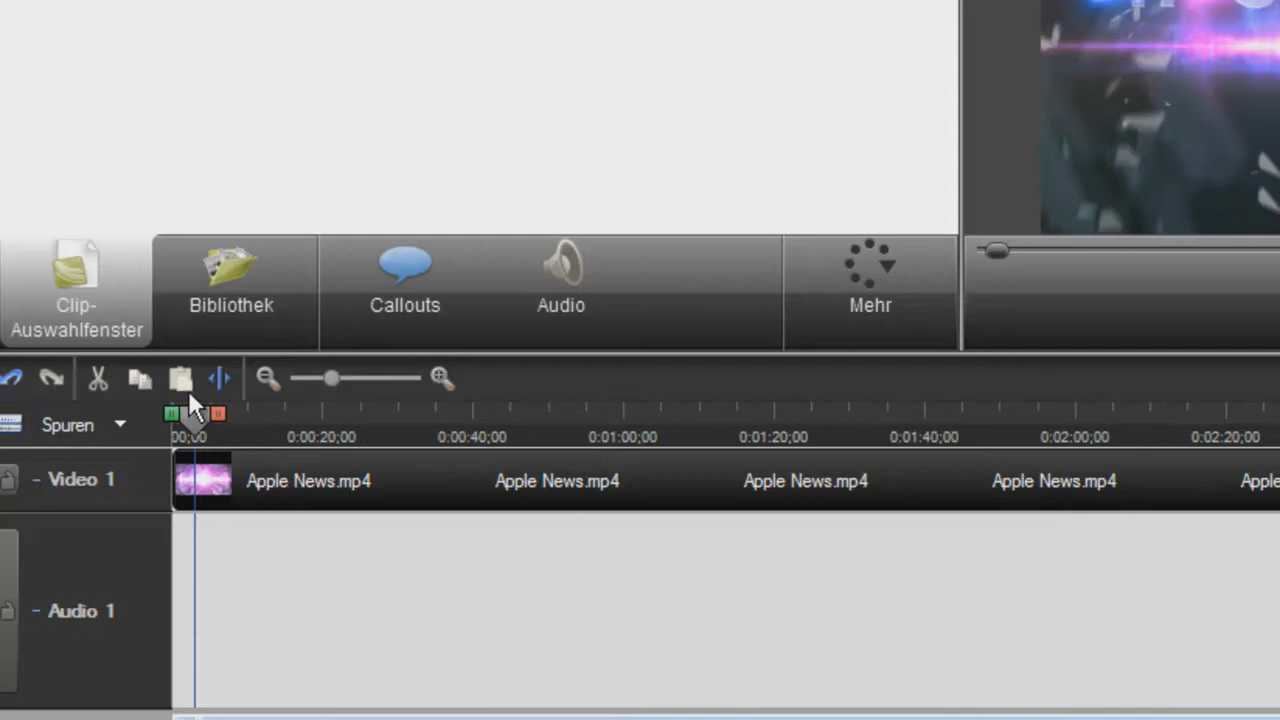 Clip-
Auswahlfenster
Bibliothek
Callouts
Audio
Mehr
Spuren
00;00 0:00:20;00 0:00:40;00 0:01:00;00 0:01:20;00 0:01:40;00 0:02:00;00 0:02:20;00
- Video 1 Apple News.mp4 Apple News.mp4 Apple News.mp4 Apple News.mp4 Apple
- Audio 1